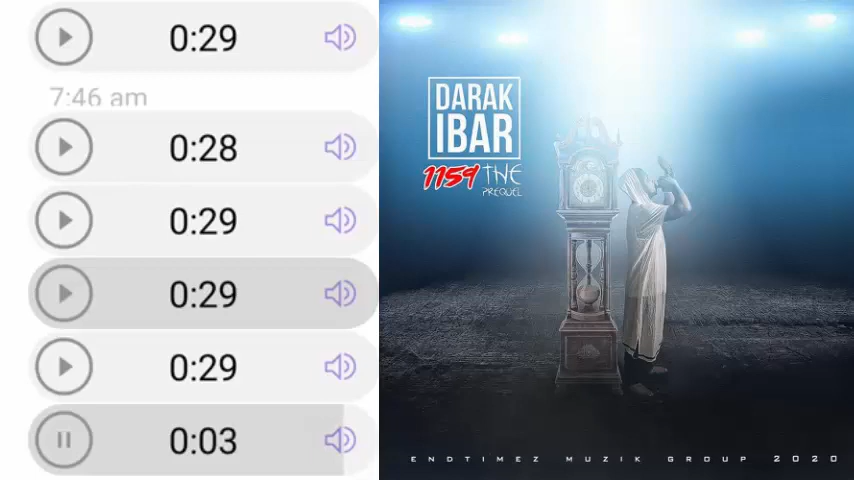 0:29
7:46 am
0:28
0:29
0:29
0:29
0:03
DARAK
IBAR
1159 THE
PREQUEL
ENDTIMEZ MUZIK GROUP 2020